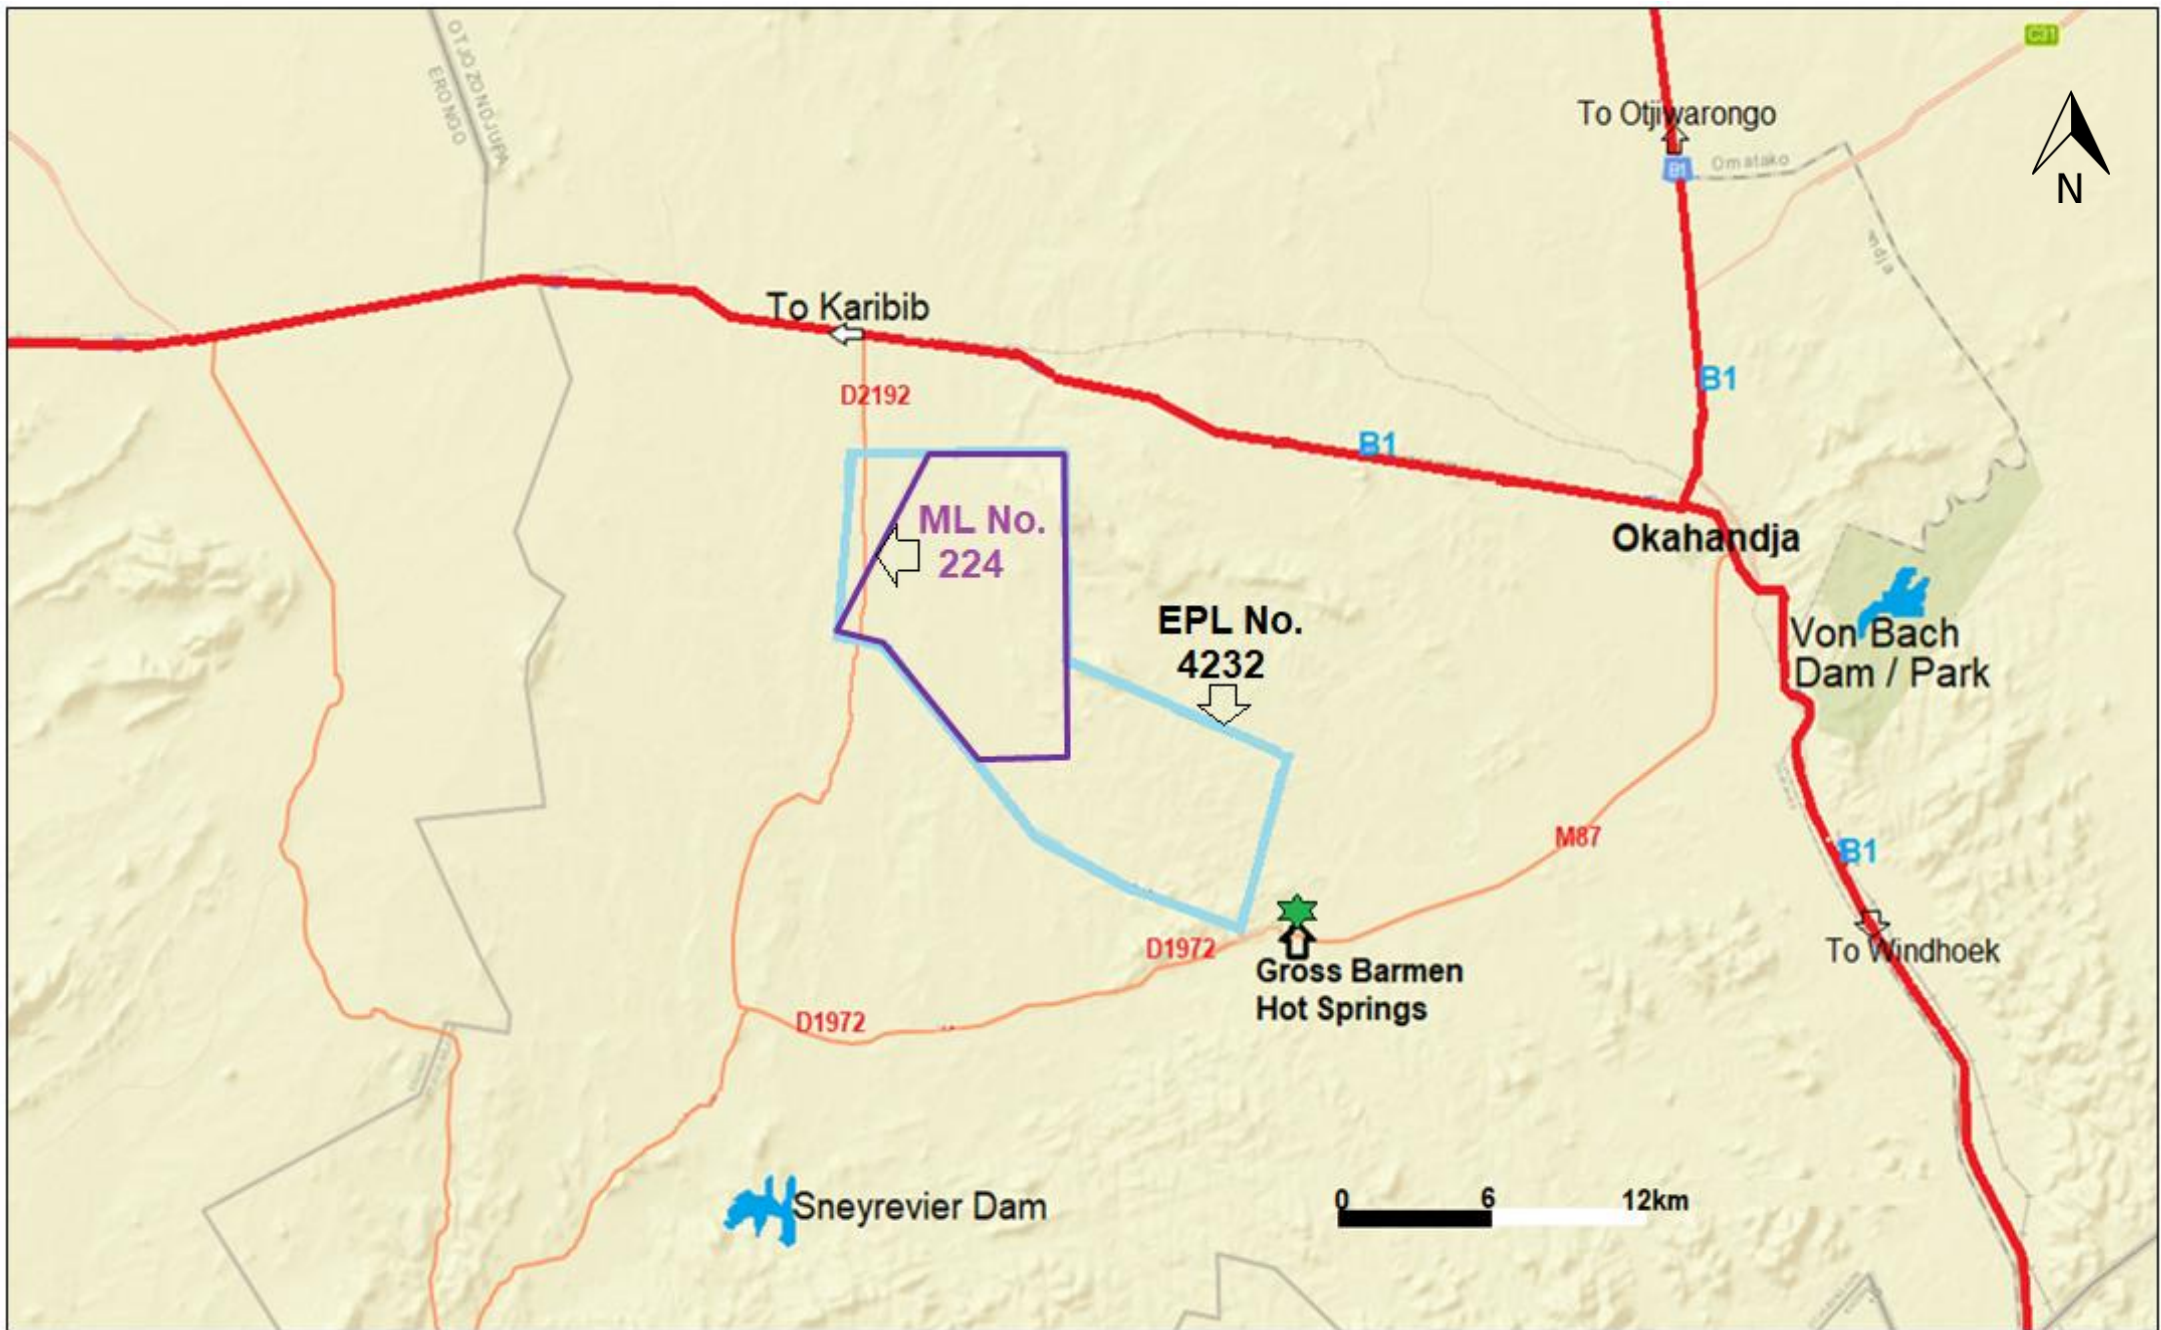 OTJOZONDJUPA
ERONGO
C31
To Otjiwarongo
B1
Omatako
N
To Karibib
D2192
B1
B1
ML No.
224
Okahandja
EPL No.
4232
Von Bach
Dam / Park
M87
B1
D1972
To Windhoek
Gross Barmen
Hot Springs
D1972
Sneyrevier Dam
0 6 12km